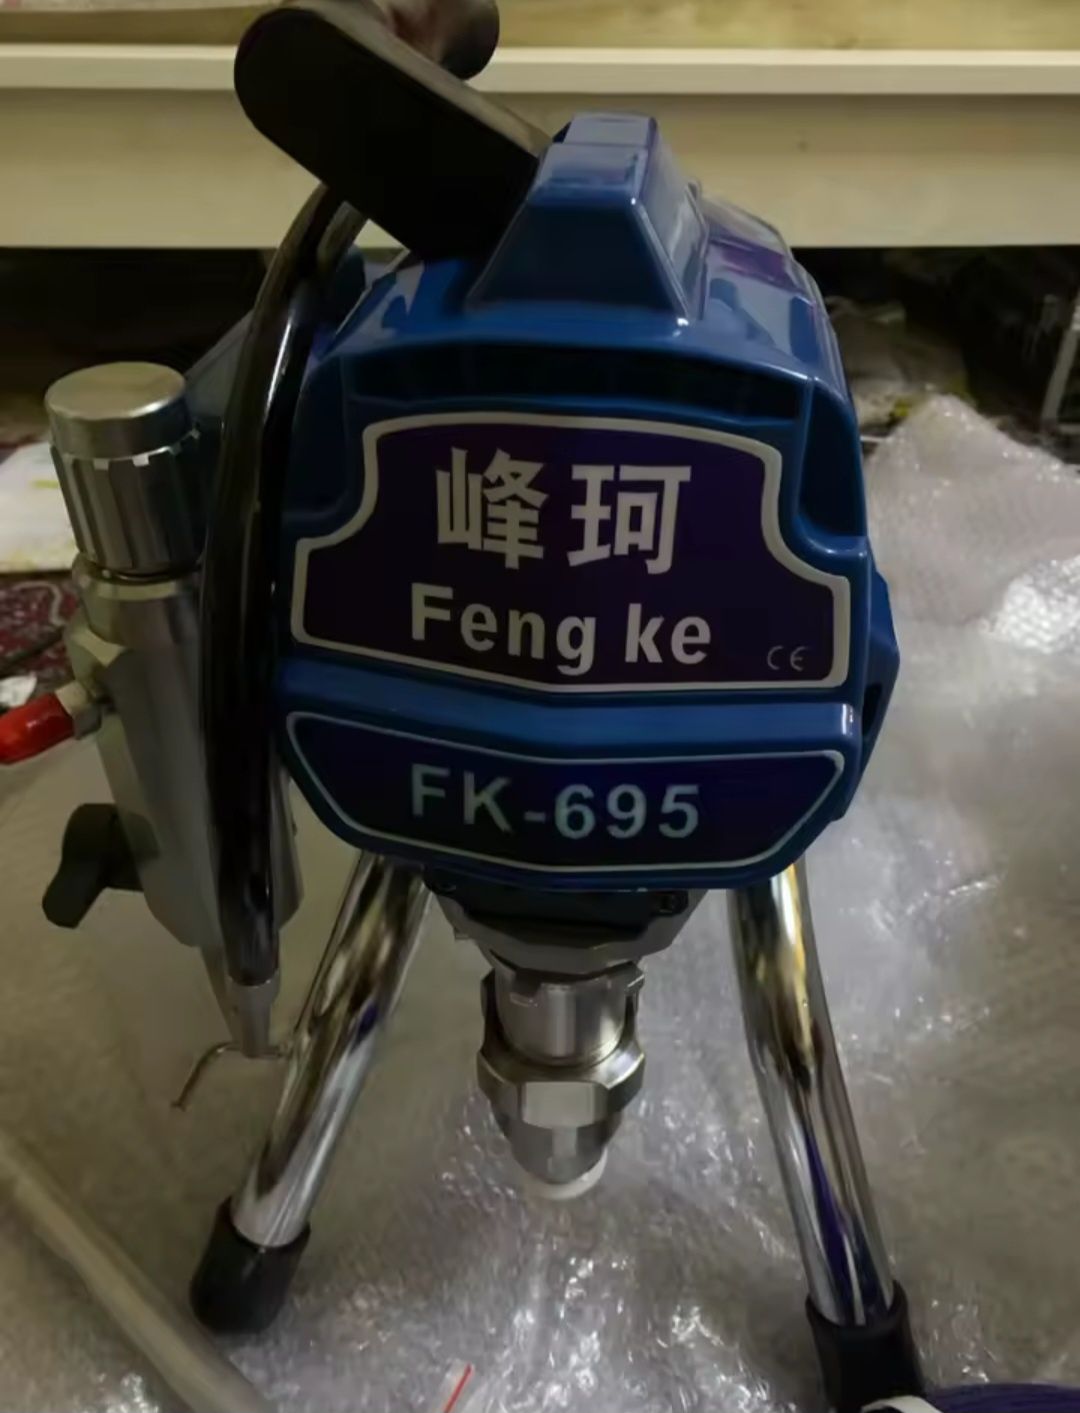 峰珂
Feng ke
CE
FK-695